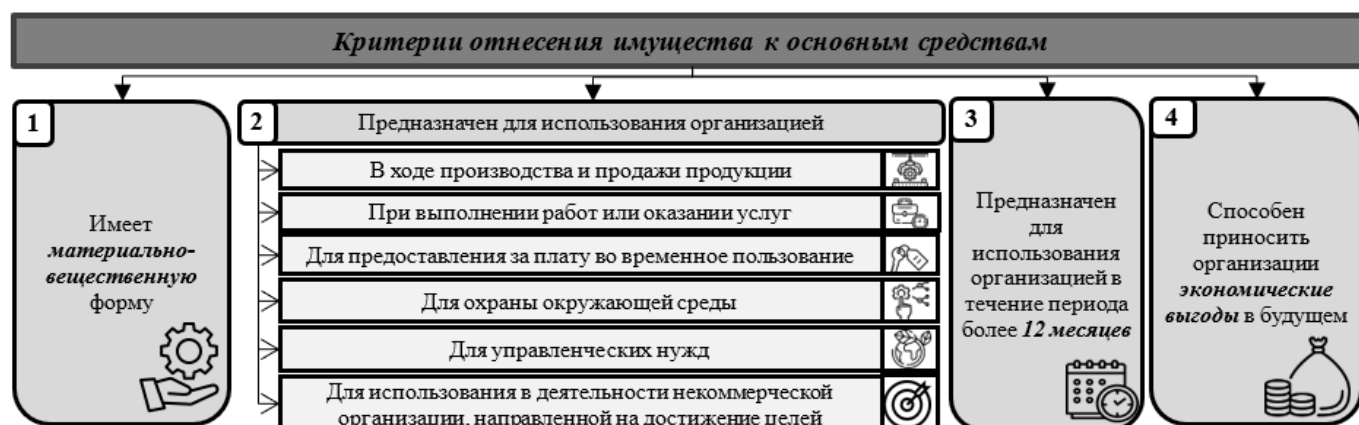 Критерии отнесения имущества к основным средствам
1
Имеет
материально-
вещественную
форму
2
Предназначен для использования организацией
В ходе производства и продажи продукции
При выполнении работ или оказании услуг
Для предоставления за плату во временное пользование
Для охраны окружающей среды
Для управленческих нужд
Для использования в деятельности некоммерческой
организации, направленной на достижение целей
3
Предназначен
для
использования
организацией в
течение периода
более 12 месяцев
4
Способен
приносить
организации
экономические
выгоды в будущем